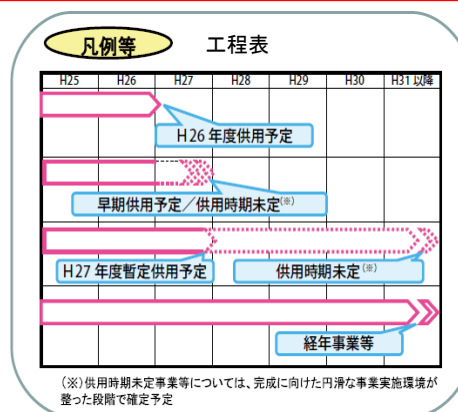 凡例等 工程表
H25 H26 H27 H28 H29 H30 H31以降
H26年度供用予定
早期供用予定／供用時期未定(※)
H27年度暫定供用予定 供用時期未定(※)
経年事業等
(※)供用時期未定事業等については、完成に向けた円滑な事業実施環境が
整った段階で確定予定